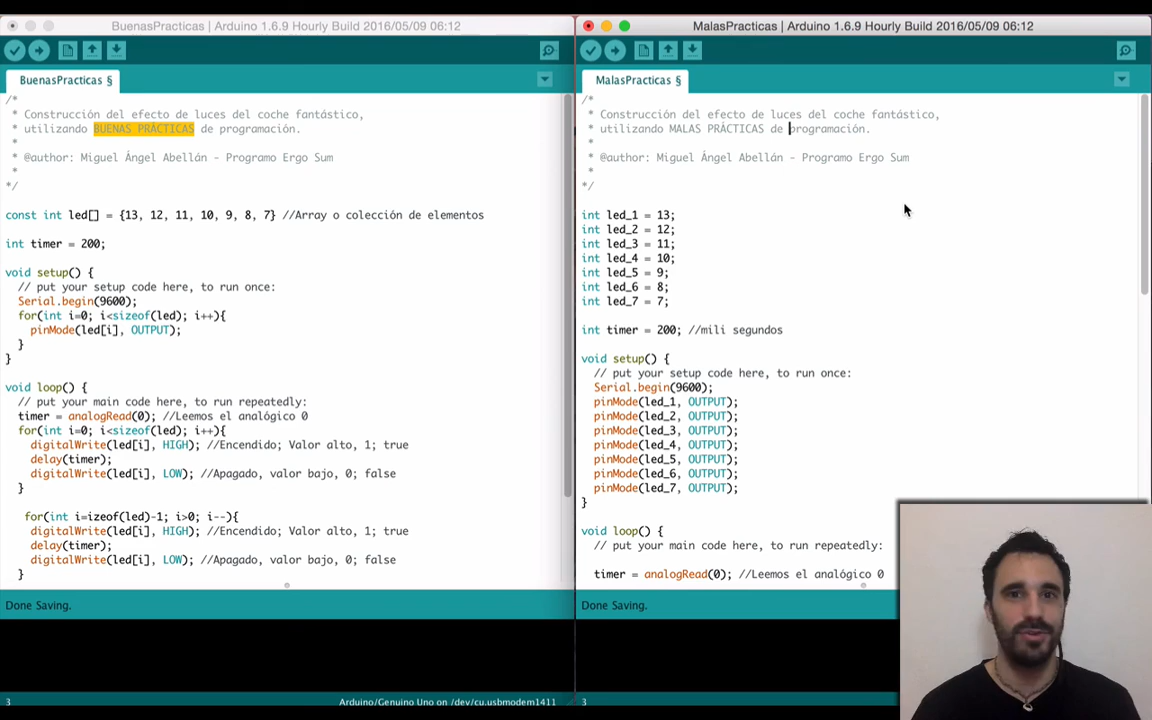 BuenasPracticas | Arduino 1.6.9 Hourly Build 2016/05/09 06:12
BuenasPracticas §
/*
* Construcción del efecto de luces del coche fantástico,
* utilizando BUENAS PRÁCTICAS de programación.
*
* @author: Miguel Ángel Abellán - Programo Ergo Sum
*
*/
const int led[] = {13, 12, 11, 10, 9, 8, 7} //Array o colección de elementos
int timer = 200;
void setup() {
// put your setup code here, to run once:
Serial.begin(9600);
for(int i=0; i<sizeof(led); i++){
pinMode(led[i], OUTPUT);
}
}
void loop() {
// put your main code here, to run repeatedly:
timer = analogRead(0); //Leemos el analógico 0
for(int i=0; i<sizeof(led); i++){
digitalWrite(led[i], HIGH); //Encendido; Valor alto, 1; true
delay(timer);
digitalWrite(led[i], LOW); //Apagado, valor bajo, 0; false
}
for(int i=izeof(led)-1; i>0; i--){
digitalWrite(led[i], HIGH); //Encendido; Valor alto, 1; true
delay(timer);
digitalWrite(led[i], LOW); //Apagado, valor bajo, 0; false
}
Done Saving.
3
Arduino/Genuino Uno on /dev/cu.usbmodem1411
MalasPracticas | Arduino 1.6.9 Hourly Build 2016/05/09 06:12
MalasPracticas §
/*
* Construcción del efecto de luces del coche fantástico,
* utilizando MALAS PRÁCTICAS de programación.
*
* @author: Miguel Ángel Abellán - Programo Ergo Sum
*
*/
int led_1 = 13;
int led_2 = 12;
int led_3 = 11;
int led_4 = 10;
int led_5 = 9;
int led_6 = 8;
int led_7 = 7;
int timer = 200; //mili segundos
void setup() {
// put your setup code here, to run once:
Serial.begin(9600);
pinMode(led_1, OUTPUT);
pinMode(led_2, OUTPUT);
pinMode(led_3, OUTPUT);
pinMode(led_4, OUTPUT);
pinMode(led_5, OUTPUT);
pinMode(led_6, OUTPUT);
pinMode(led_7, OUTPUT);
}
void loop() {
// put your main code here, to run repeatedly:
timer = analogRead(0); //Leemos el analógico 0
Done Saving.
3